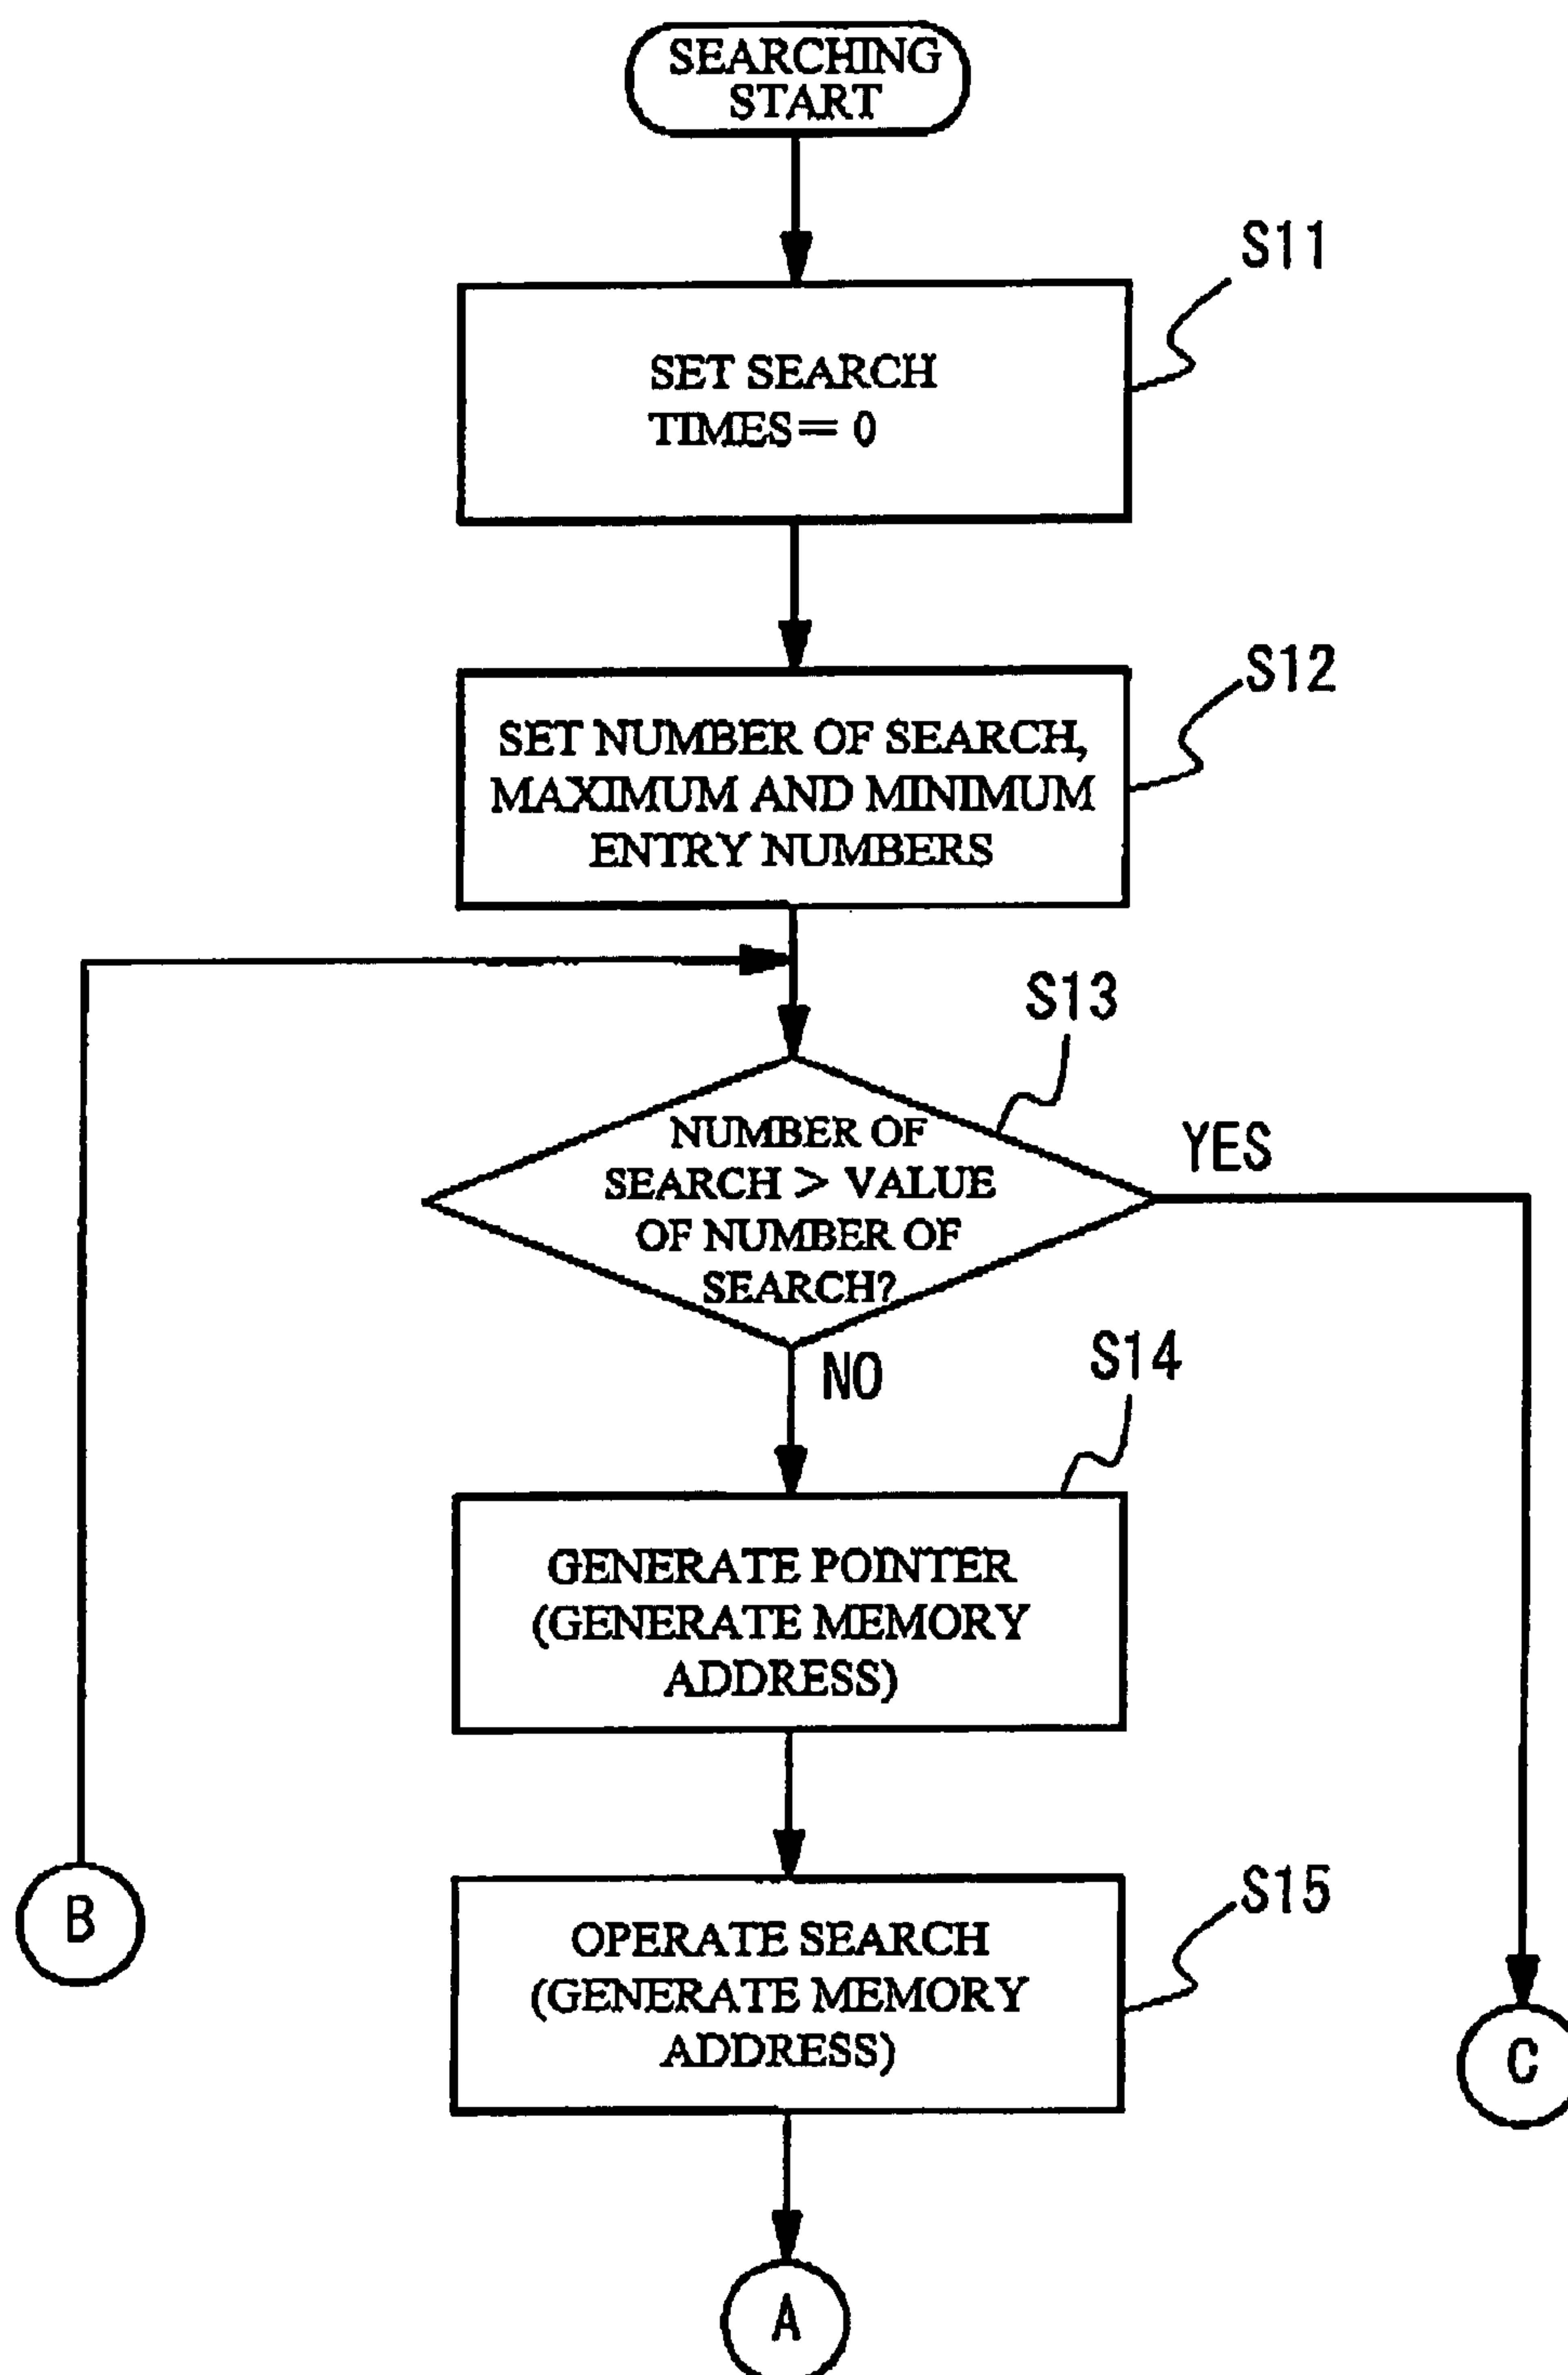 SEARCHING
START
S11
SET SEARCH
TIMES= 0
S12
SET NUMBER OF SEARCH,
MAXIMUM AND MINIMUM
ENTRY NUMBERS
S13
NUMBER OF
SEARCH > VALUE
OF NUMBER OF
SEARCH?
YES
NO
S14
GENERATE POINTER
(GENERATE MEMORY
ADDRESS)
S15
OPERATE SEARCH
(GENERATE MEMORY
ADDRESS)
B
C
A